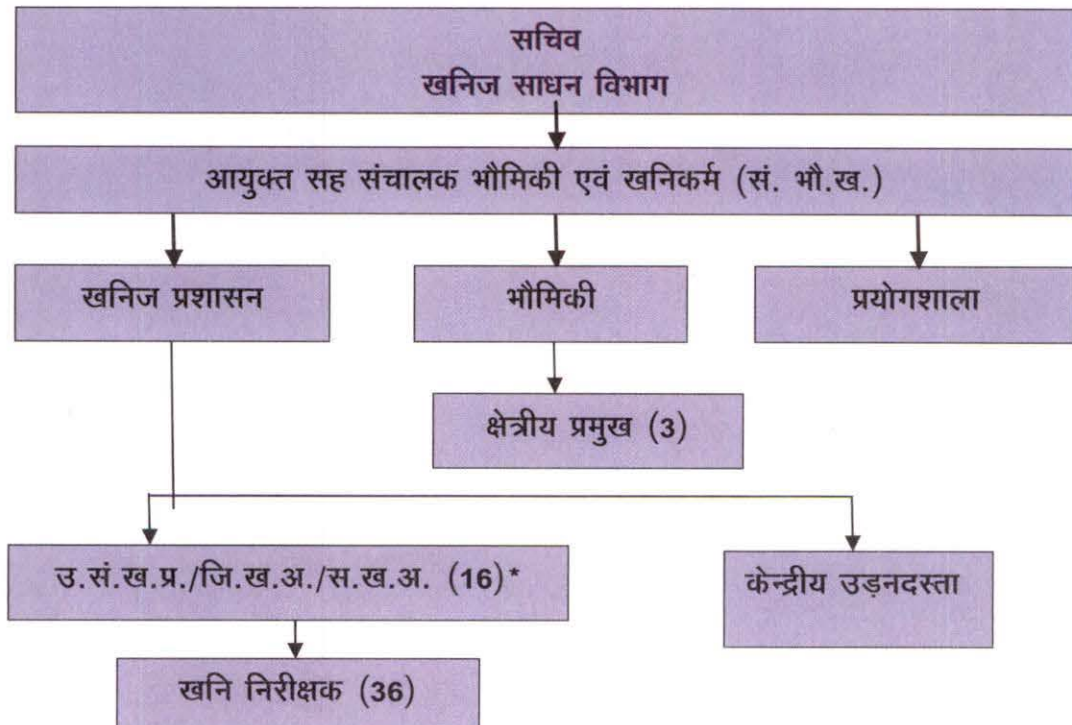 सचिव
खनिज साधन विभाग
आयुक्त सह संचालक भौमिकी एवं खनिकर्म (सं. भौ.ख.)
खनिज प्रशासन
भौमिकी
प्रयोगशाला
क्षेत्रीय प्रमुख (3)
उ.सं.ख.प्र./जि.ख.अ./स.ख.अ. (16)*
केन्द्रीय उड़नदस्ता
खनि निरीक्षक (36)